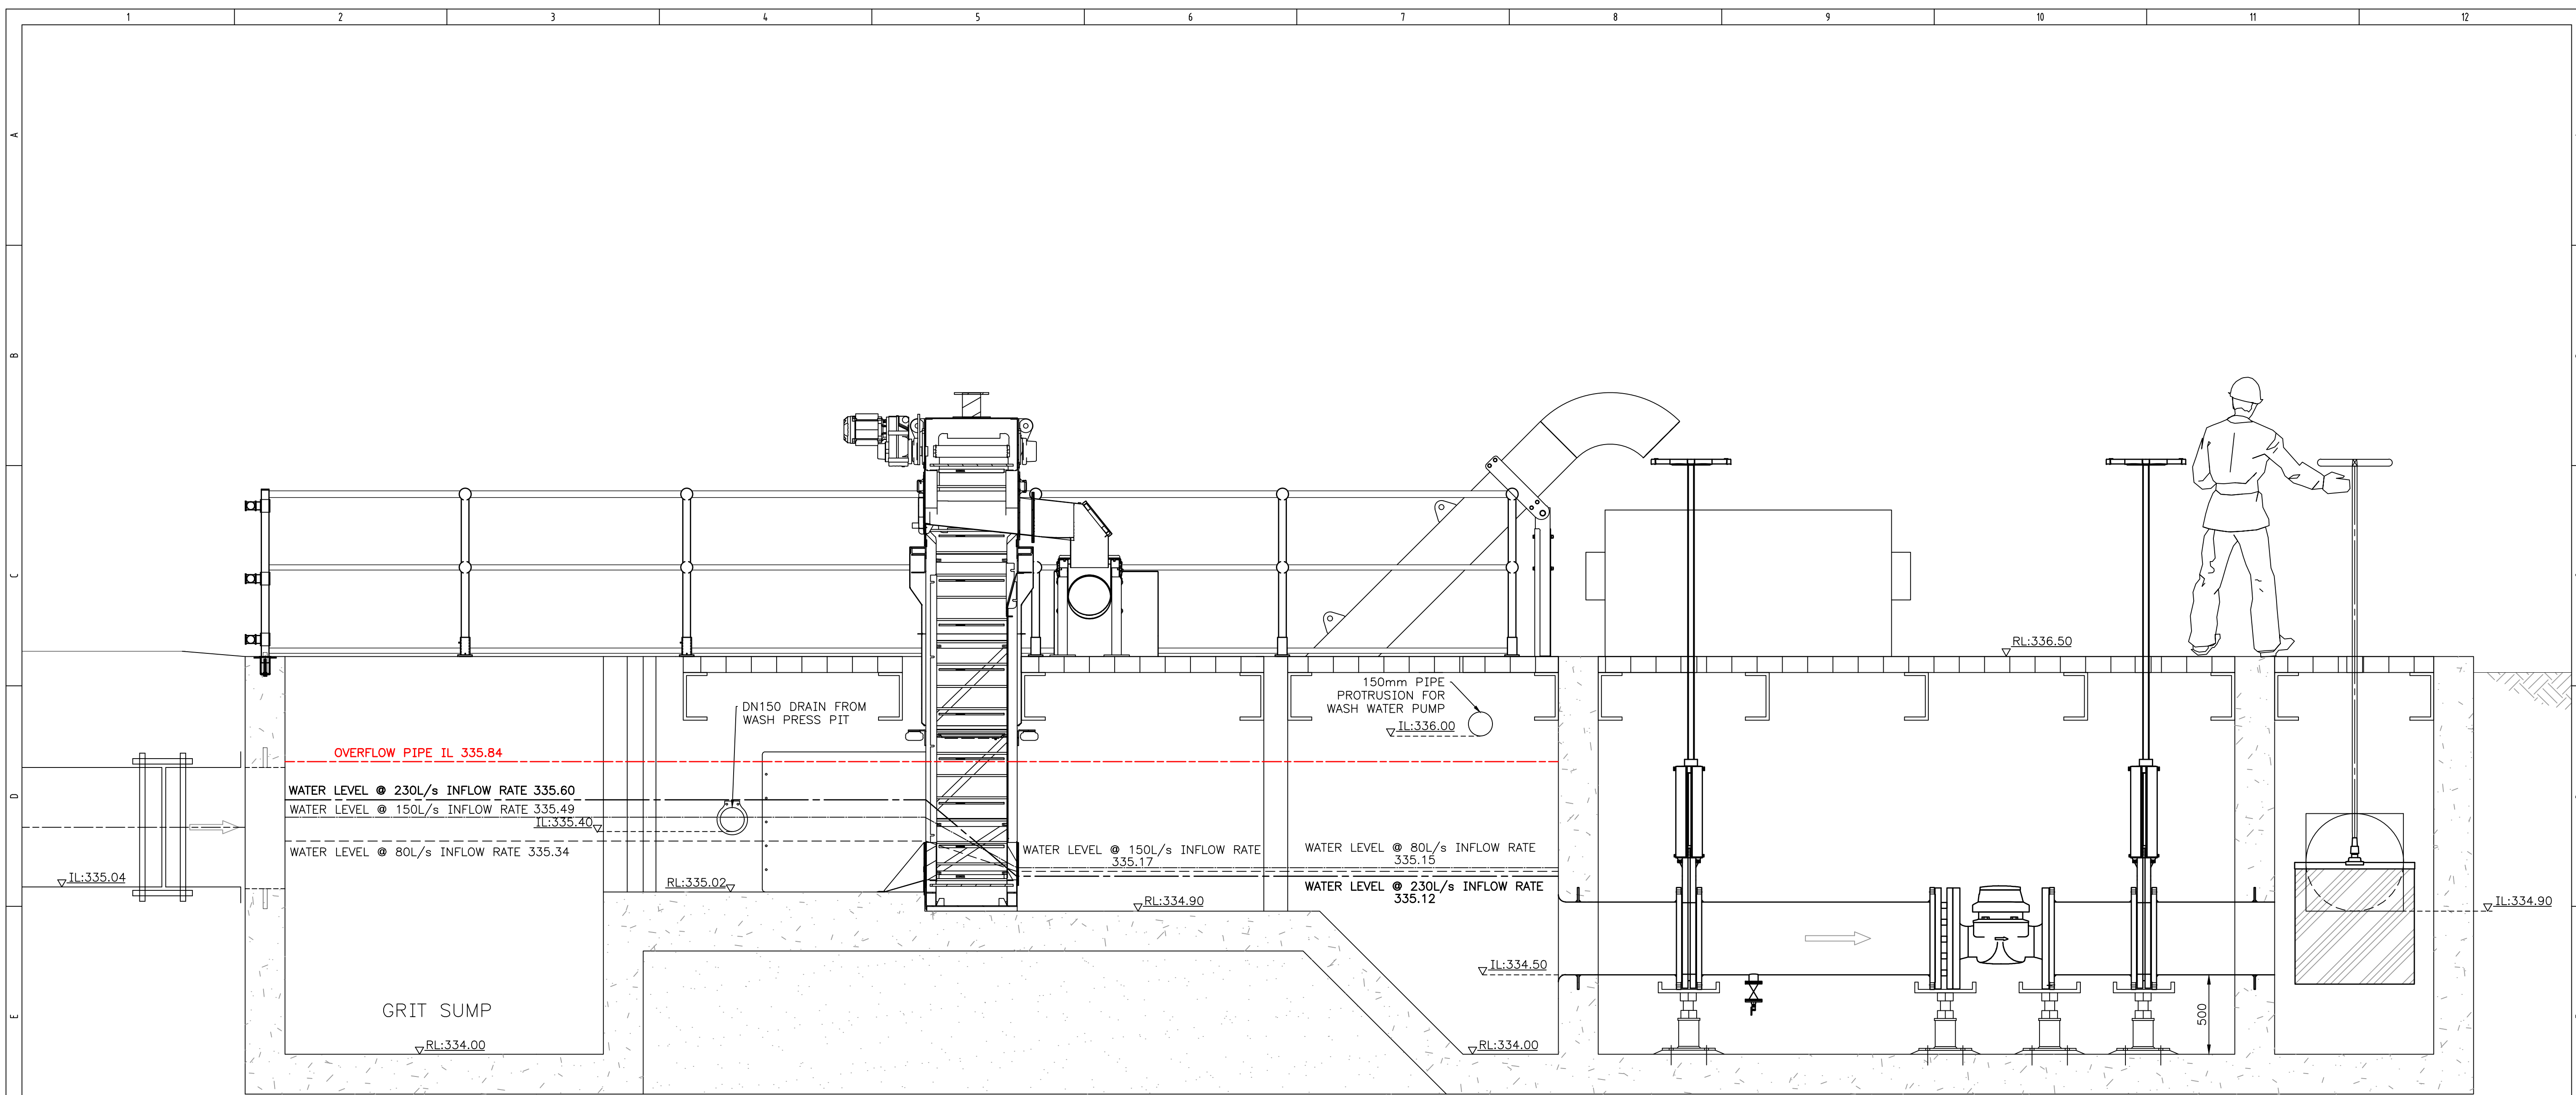 1 2 3 4 5 6 7 8 9 10 11 12
A
B
C
D
E
RL:336.50
150mm PIPE
PROTRUSION FOR
WASH WATER PUMP
IL:336.00
DN150 DRAIN FROM
WASH PRESS PIT
OVERFLOW PIPE IL 335.84
WATER LEVEL @ 230L/s INFLOW RATE 335.60
WATER LEVEL @ 150L/s INFLOW RATE 335.49
IL:335.40
WATER LEVEL @ 80L/s INFLOW RATE 335.34
WATER LEVEL @ 150L/s INFLOW RATE
335.17
WATER LEVEL @ 80L/s INFLOW RATE
335.15
WATER LEVEL @ 230L/s INFLOW RATE
335.12
IL:335.04
RL:335.02
RL:334.90
IL:334.90
IL:334.50
GRIT SUMP
500
RL:334.00
RL:334.00